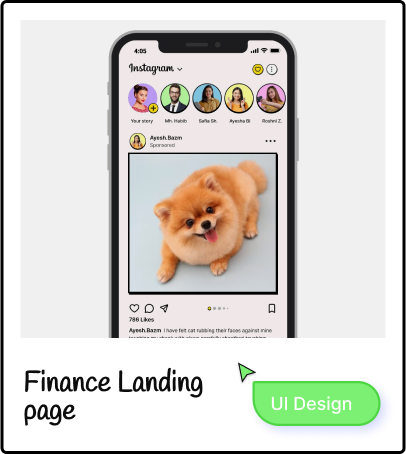 4:05
Instagram
Your story
Mh. Habib
Safia Sh.
Ayesha Bi
Roshni Z.
Ayesh.Bazm
Sponsored
786 Likes
Ayesh.Bazm I have felt cat rubbing their faces against mine
Finance Landing
page
UI Design